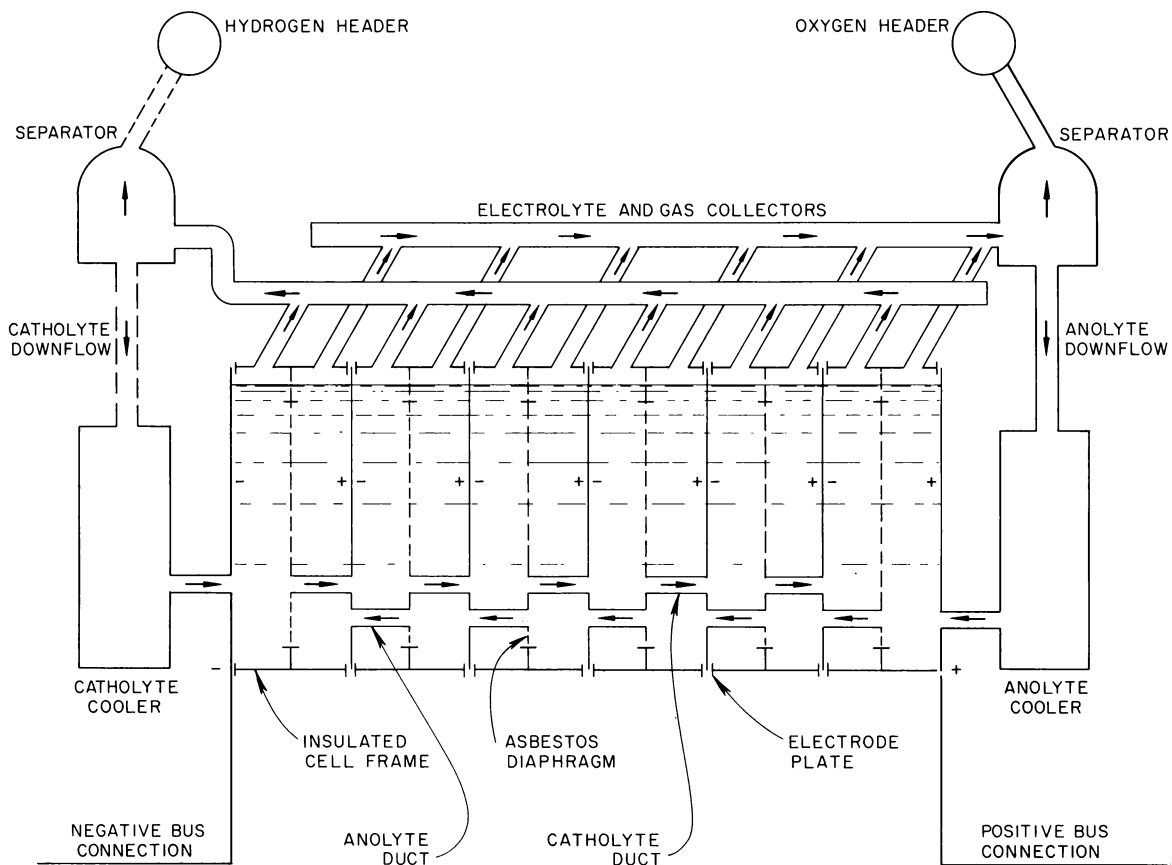 HYDROGEN HEADER
OXYGEN HEADER
SEPARATOR
SEPARATOR
ELECTROLYTE AND GAS COLLECTORS
CATHOLYTE
DOWNFLOW
ANOLYTE
DOWNFLOW
- + - + - + - + - + - +
- +
CATHOLYTE
COOLER
ANOLYTE
COOLER
INSULATED
CELL FRAME
ASBESTOS
DIAPHRAGM
ELECTRODE
PLATE
NEGATIVE BUS
CONNECTION
ANOLYTE
DUCT
CATHOLYTE
DUCT
POSITIVE BUS
CONNECTION